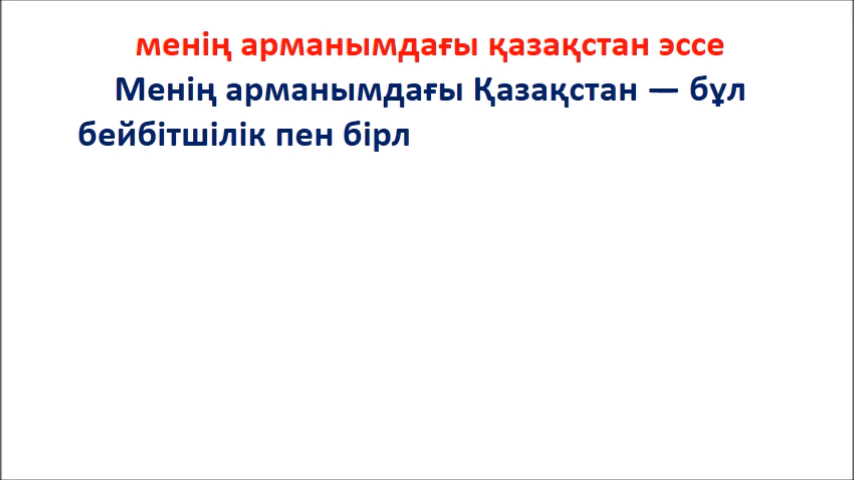 менің арманымдағы қазақстан эссе
Менің арманымдағы Қазақстан — бұл
бейбітшілік пен бірл